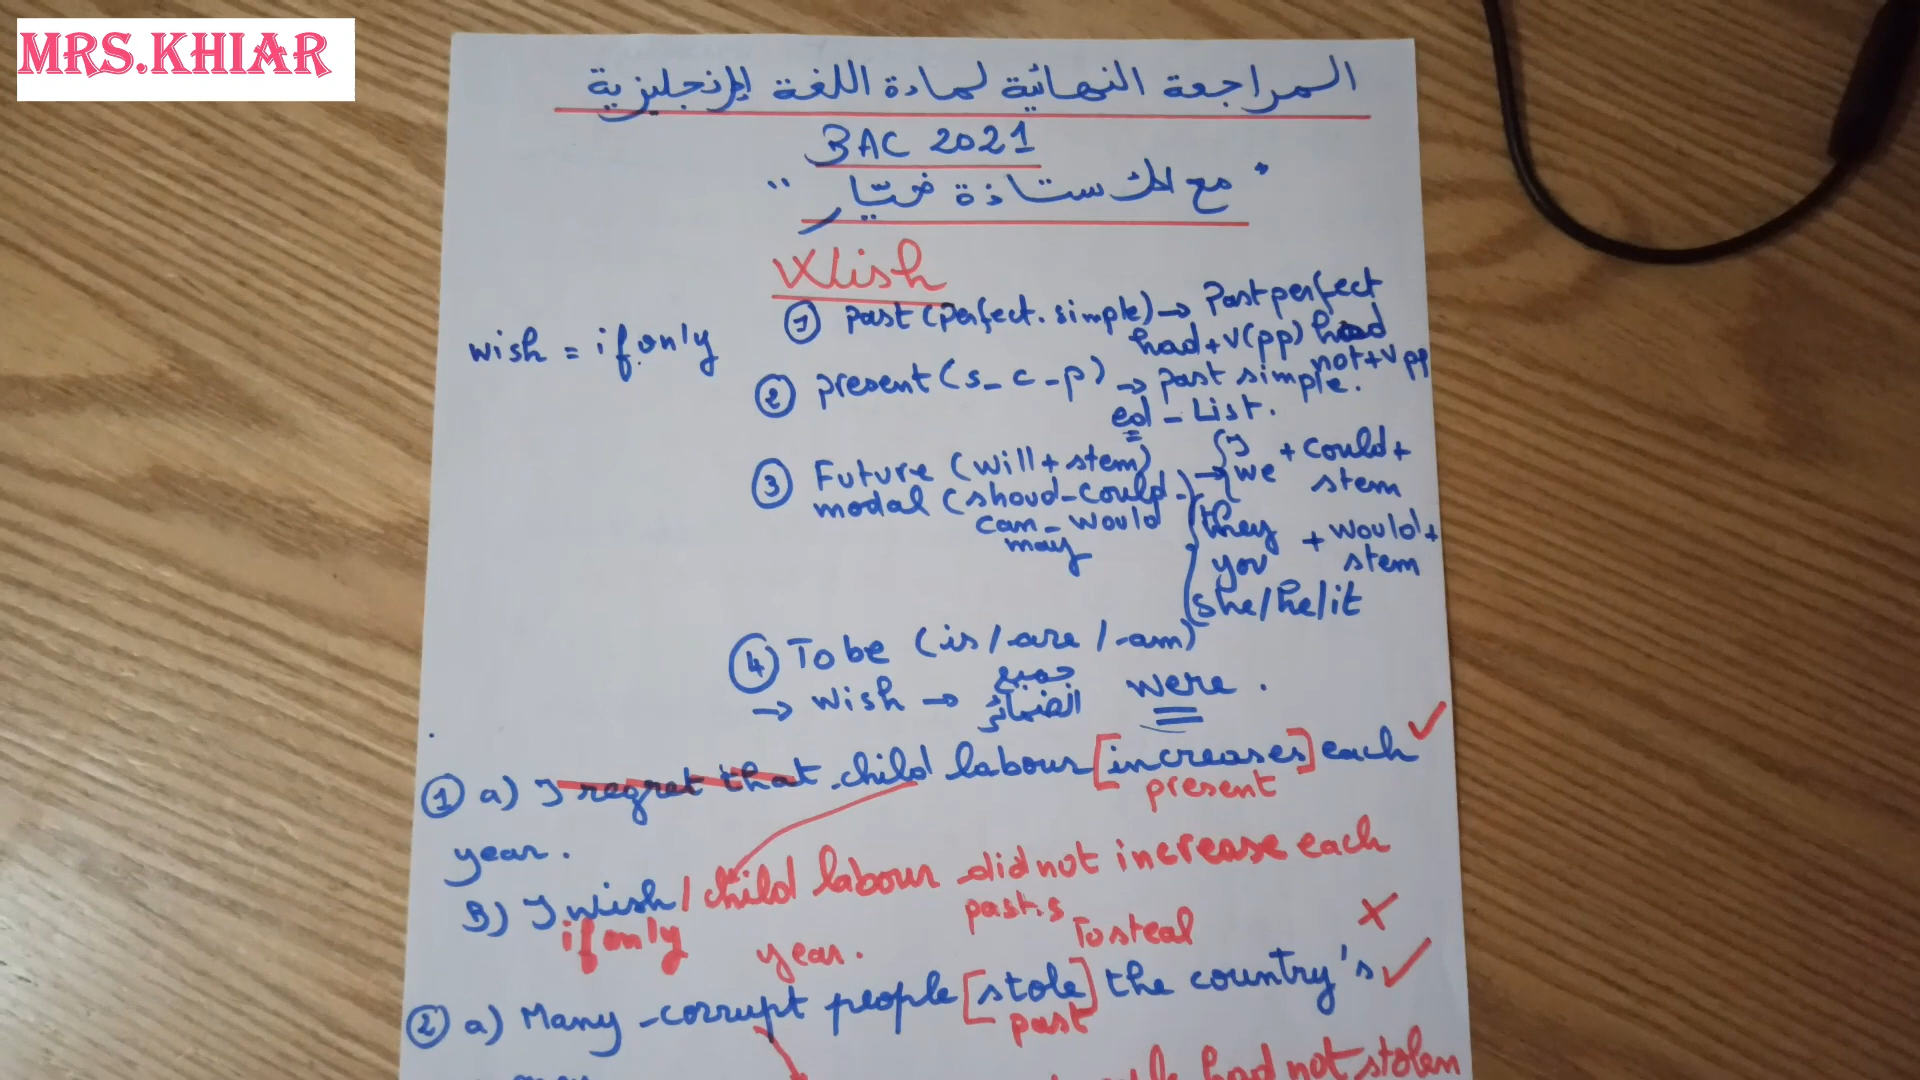 MRS.KHIAR
المراجعة النهائية لمادة اللغة الإنجليزية
BAC 2021
" مع الأستاذة خيّار "
Wish
wish = if only
① Past (Perfect. simple) → Past perfect
had + V(pp) had not + V pp
② present (s_c_p) → past simple.
ed - List.
③ Future (will + stem) → { I we + could + stem
modal (shoud - could - can - would may) { they you she/he/it + would + stem
④ To be (is / are / am)
→ wish → جميع الضمائر were.
① a) I regret that child labour [increases] each ✓
present
year.
B) I wish / child labour did not increase each
if only past.s
year. To steal ×
② a) Many corrupt people [stole] the country's ✓
past
had not stolen